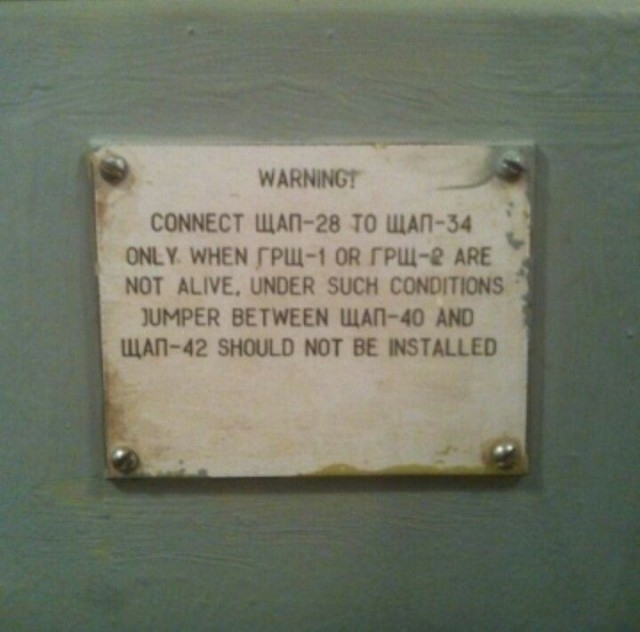 WARNING!
CONNECT ЩАП-28 TO ЩАП-34
ONLY WHEN ГРЩ-1 OR ГРЩ-2 ARE
NOT ALIVE, UNDER SUCH CONDITIONS
JUMPER BETWEEN ЩАП-40 AND
ЩАП-42 SHOULD NOT BE INSTALLED